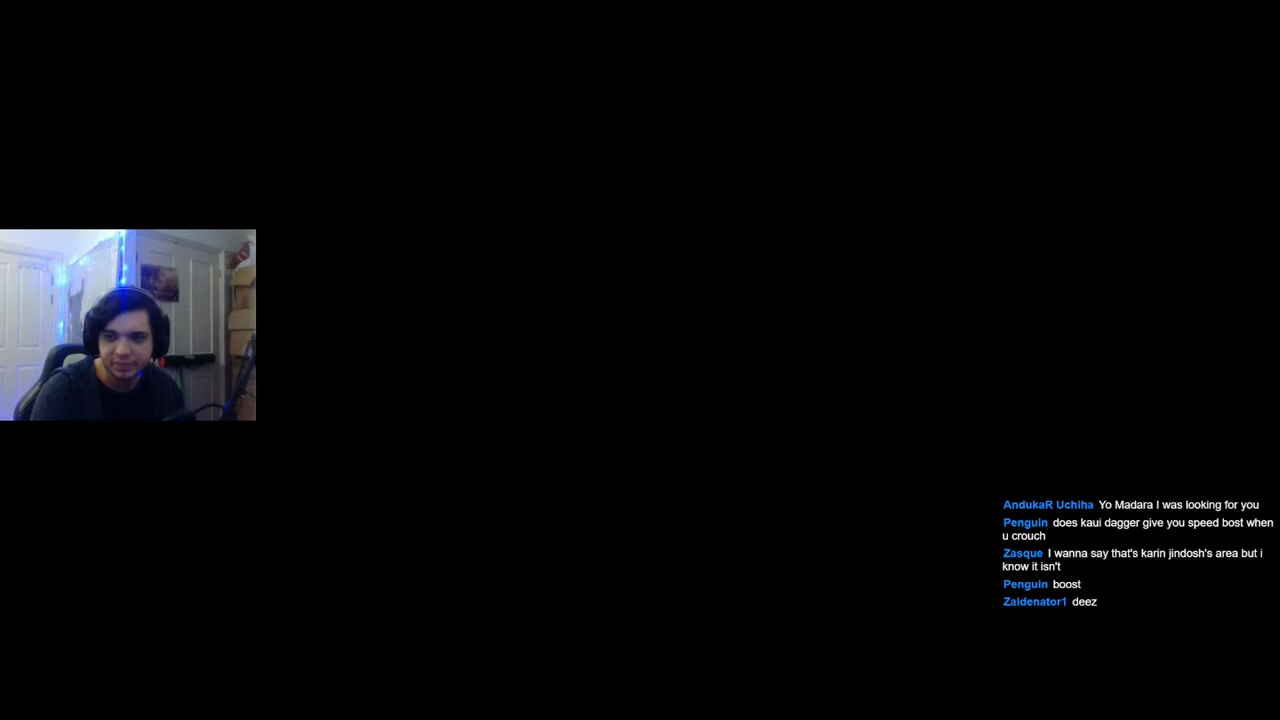 AndukaR Uchiha Yo Madara I was looking for you
Penguin does kaui dagger give you speed bost when
u crouch
Zasque I wanna say that's karin jindosh's area but i
know it isn't
Penguin boost
Zaidenator1 deez